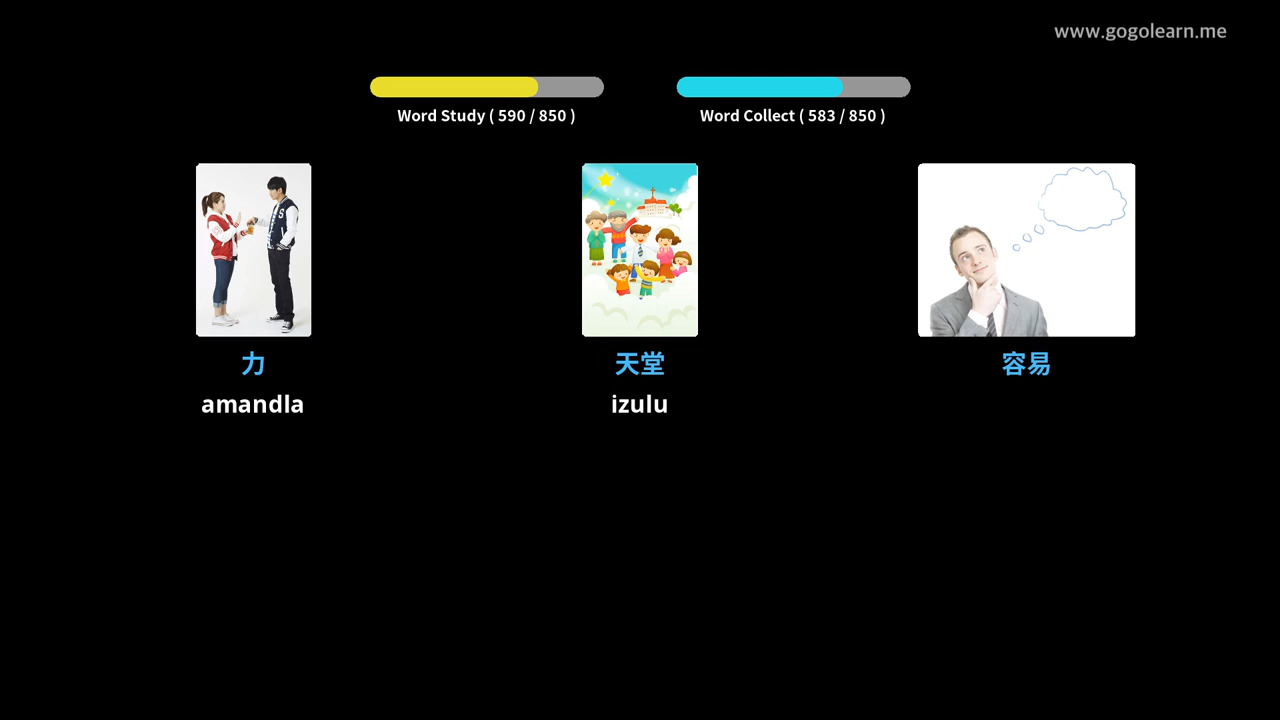 www.gogolearn.me
Word Study ( 590 / 850 )
Word Collect ( 583 / 850 )
力
天堂
容易
amandla
izulu